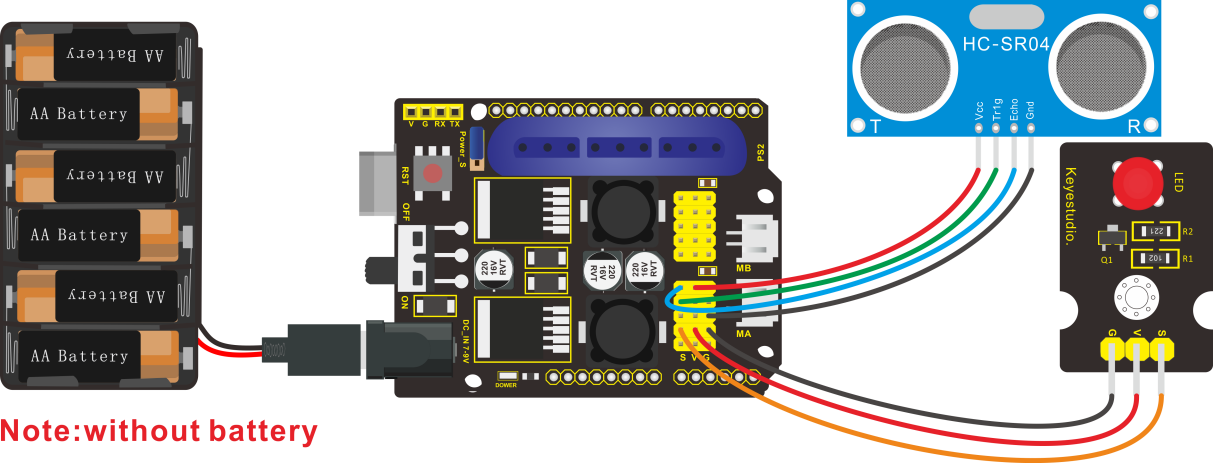 AA Battery
AA Battery
AA Battery
AA Battery
AA Battery
AA Battery
Note:without battery
V G RX TX
Power_S
RST
OFF
ON
PS2
220
16V
RVT
220
16V
RVT
220
16V
RVT
MB
MA
DC_IN 7-9V
S V G
DOWER
HC-SR04
Vcc
Tr1g
Echo
Gnd
T
R
Keyestudio.
LED
221
R2
102
R1
Q1
G
V
S